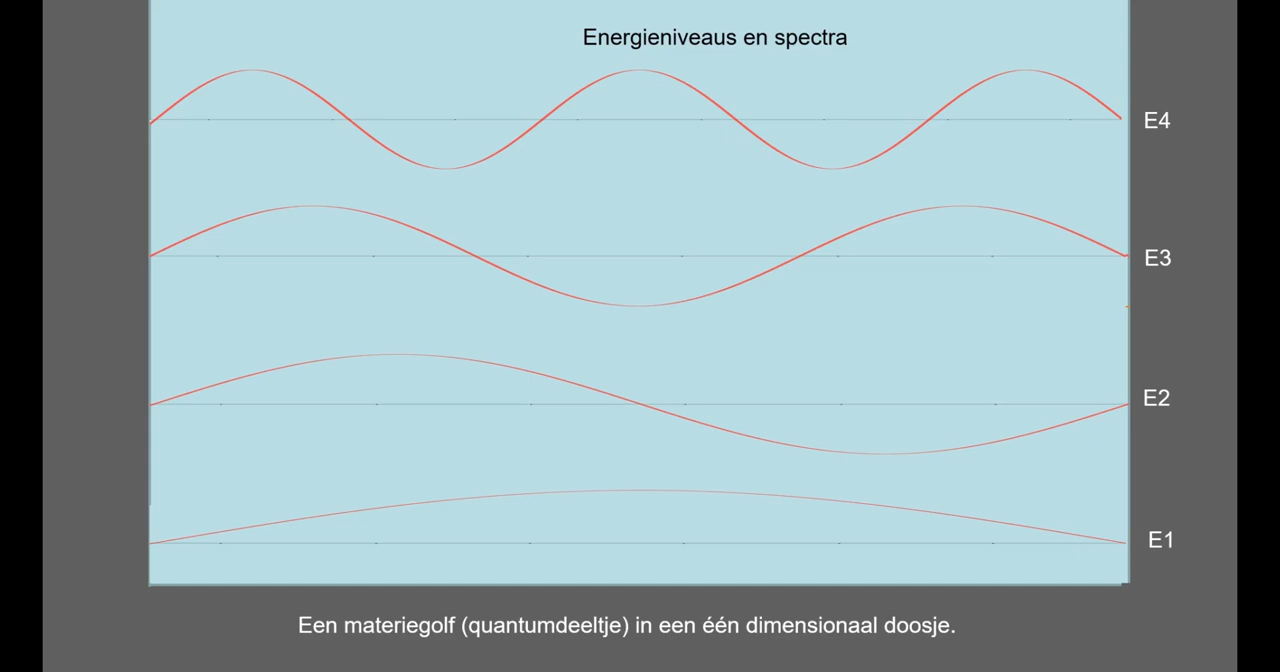 Energieniveaus en spectra
E4
E3
E2
E1
Een materiegolf (quantumdeeltje) in een één dimensionaal doosje.